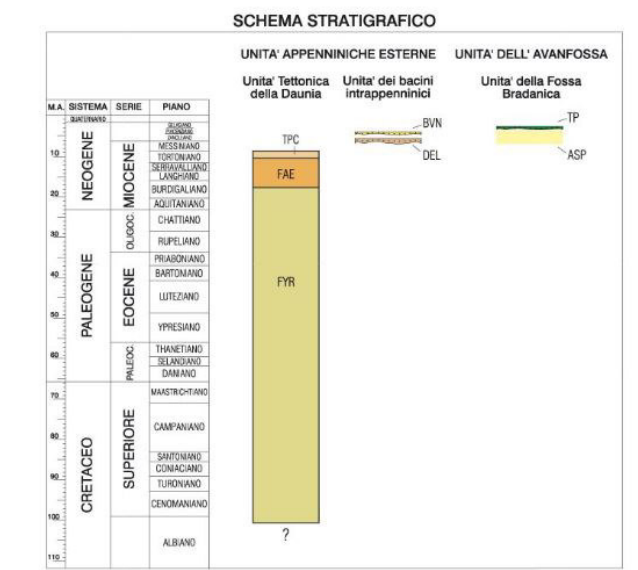 SCHEMA STRATIGRAFICO
UNITA' APPENNINICHE ESTERNE
UNITA' DELL' AVANFOSSA
Unita' Tettonica
della Daunia
Unita' dei bacini
intrappenninici
Unita' della Fossa
Bradanica
M.A. SISTEMA SERIE PIANO
QUATERNARIO
NEOGENE
PALEOGENE
CRETACEO
MIOCENE
OLIGOC.
EOCENE
PALEOC.
SUPERIORE
MESSINIANO
TORTONIANO
SERRAVALLIANO
LANGHIANO
BURDIGALIANO
AQUITANIANO
CHATTIANO
RUPELIANO
PRIABONIANO
BARTONIANO
LUTEZIANO
YPRESIANO
THANETIANO
SELANDIANO
DANIANO
MAASTRICHTIANO
CAMPANIANO
SANTONIANO
CONIACIANO
TURONIANO
CENOMANIANO
ALBIANO
10
20
30
40
50
60
70
80
90
100
110
TPC
FAE
FYR
?
BVN
DEL
TP
ASP